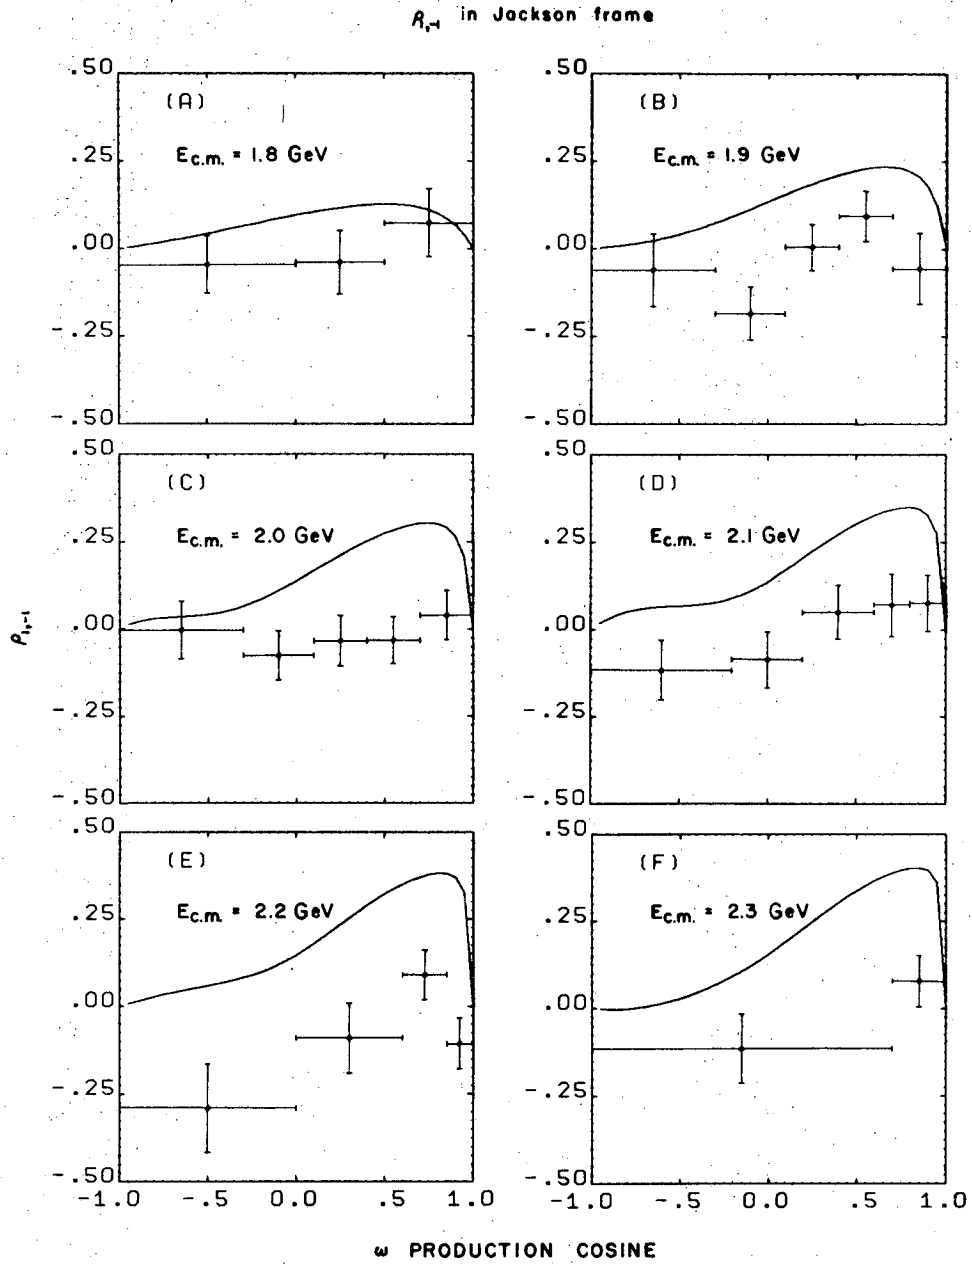 ρ1,-1 in Jackson frame
.50
(A)
Ec.m. = 1.8 GeV
.25
.00
-.25
-.50
.50
(B)
Ec.m. = 1.9 GeV
.25
.00
-.25
-.50
.50
(C)
Ec.m. = 2.0 GeV
.25
.00
-.25
-.50
.50
(D)
Ec.m. = 2.1 GeV
.25
.00
-.25
-.50
ρ1,-1
.50
(E)
Ec.m. = 2.2 GeV
.25
.00
-.25
-.50
-1.0 -.5 0.0 .5 1.0
.50
(F)
Ec.m. = 2.3 GeV
.25
.00
-.25
-.50
-1.0 -.5 0.0 .5 1.0
ω PRODUCTION COSINE